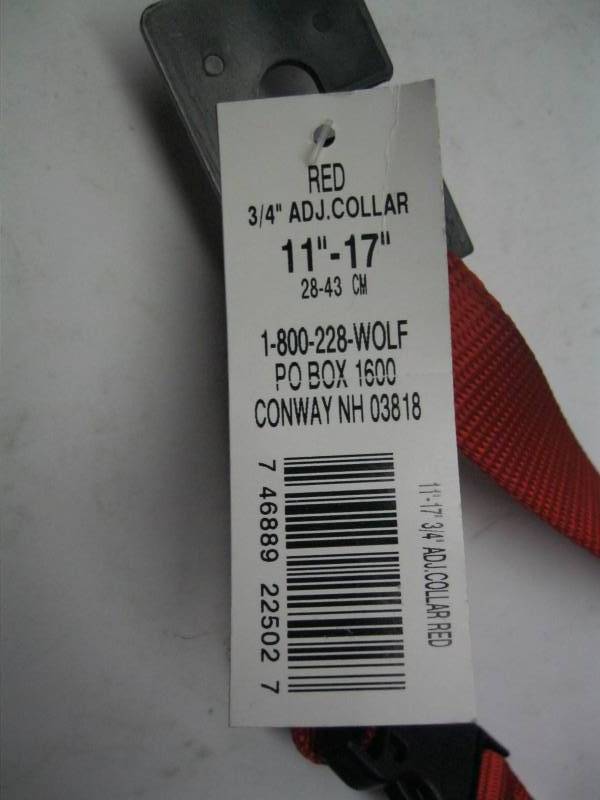 RED
3/4" ADJ.COLLAR
11"-17"
28-43 CM
1-800-228-WOLF
PO BOX 1600
CONWAY NH 03818
7 46889 22502 7
11"-17" 3/4" ADJ.COLLAR RED